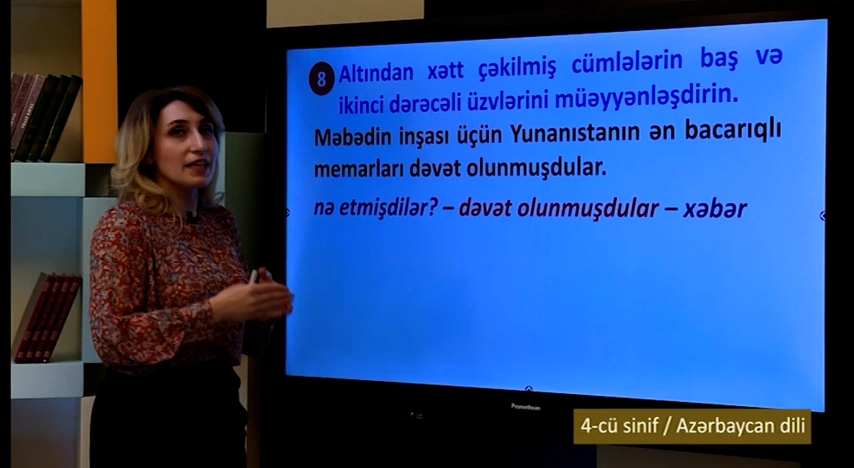 8 Altından xətt çəkilmiş cümlələrin baş və
ikinci dərəcəli üzvlərini müəyyənləşdirin.
Məbədin inşası üçün Yunanıstanın ən bacarıqlı
memarları dəvət olunmuşdular.
nə etmişdilər? – dəvət olunmuşdular – xəbər
Promethean
4-cü sinif / Azərbaycan dili